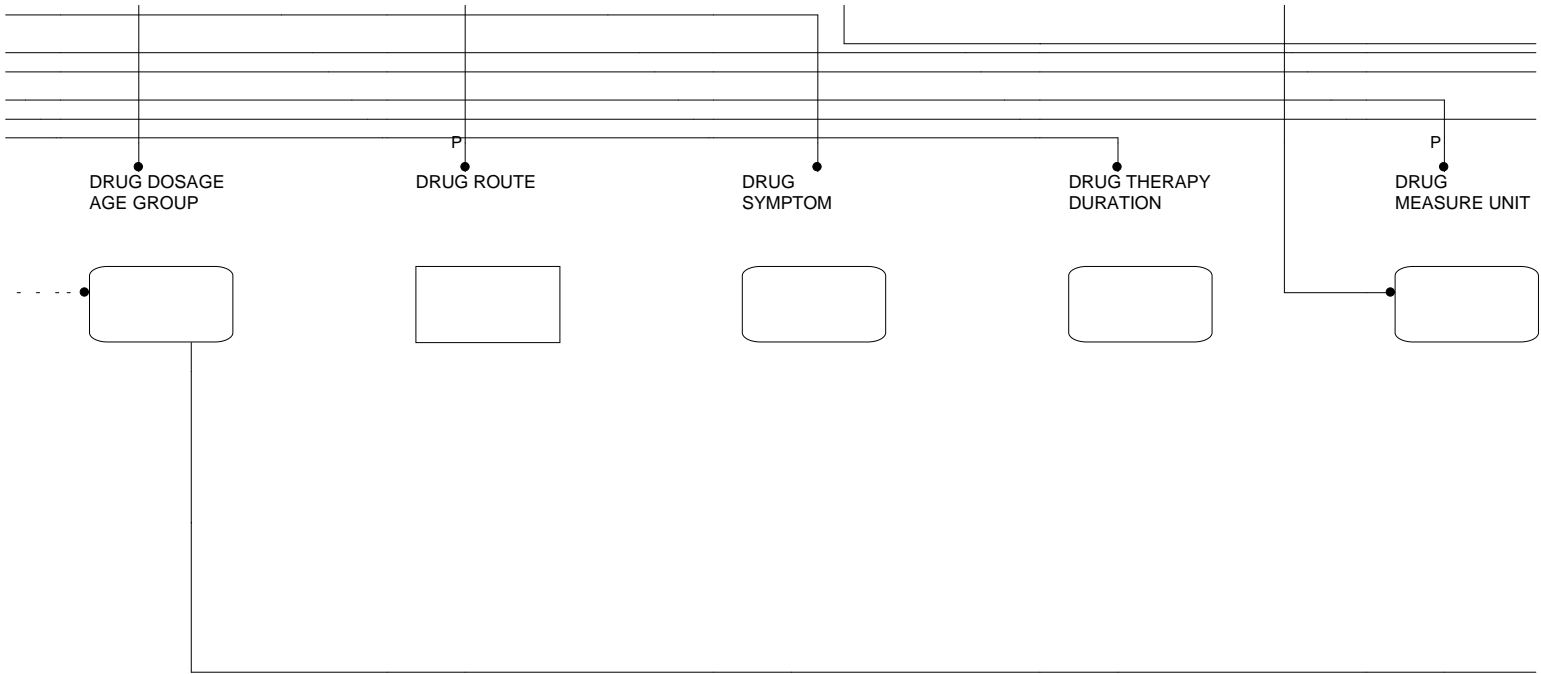 P
P
DRUG DOSAGE
AGE GROUP
DRUG ROUTE
DRUG
SYMPTOM
DRUG THERAPY
DURATION
DRUG
MEASURE UNIT